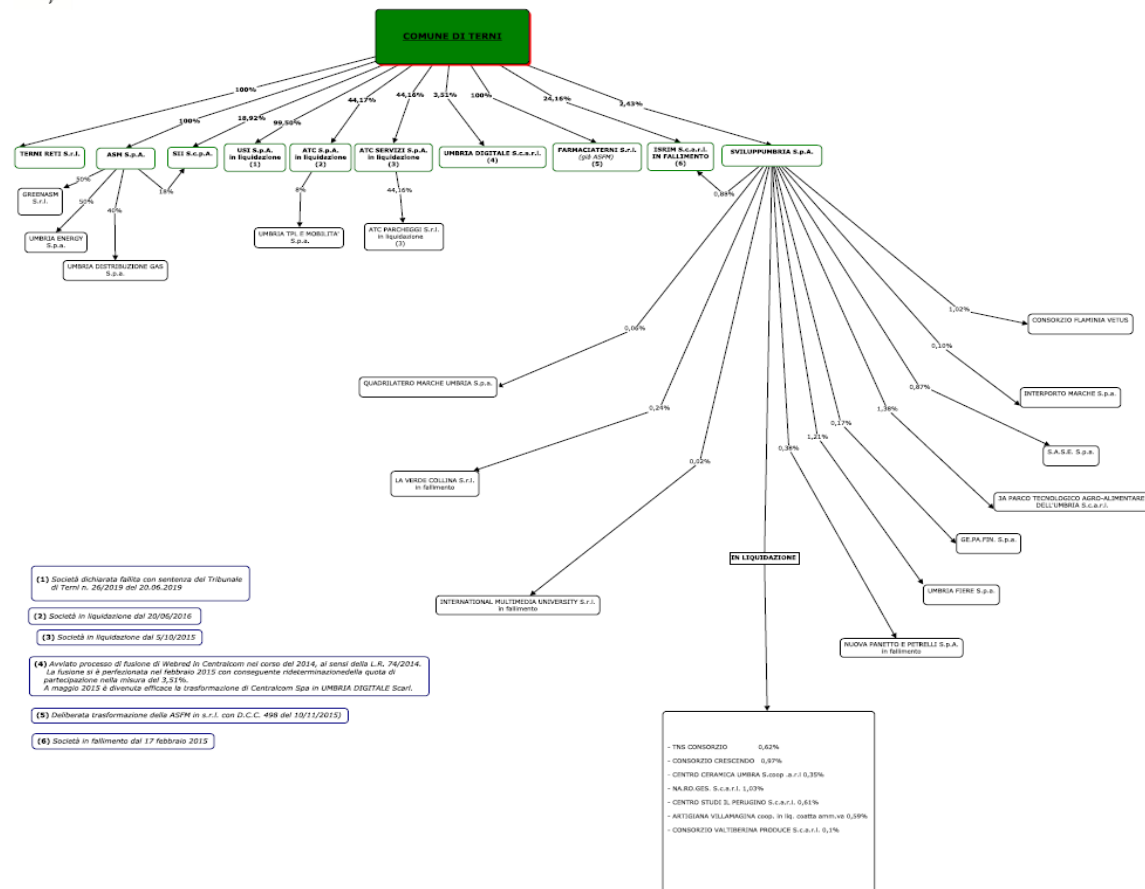 COMUNE DI TERNI
100%
100%
18,92%
99,50%
44,17%
44,16%
3,51%
100%
24,16%
2,43%
TERNI RETI S.r.l.
ASM S.p.A.
SII S.c.p.A.
USI S.p.A.
in liquidazione
(1)
ATC S.p.A.
in liquidazione
(2)
ATC SERVIZI S.p.A.
in liquidazione
(3)
UMBRIA DIGITALE S.c.a.r.l.
(4)
FARMACIATERNI S.r.l.
(già ASFM)
(5)
ISRIM S.c.a.r.l.
IN FALLIMENTO
(6)
SVILUPPUMBRIA S.p.A.
50%
50%
40%
18%
8%
44,16%
0,88%
GREENASM
S.r.l.
UMBRIA ENERGY
S.p.a.
UMBRIA DISTRIBUZIONE GAS
S.p.a.
UMBRIA TPL E MOBILITA'
S.p.a.
ATC PARCHEGGI S.r.l.
in liquidazione
(3)
1,02%
CONSORZIO FLAMINIA VETUS
0,06%
0,10%
QUADRILATERO MARCHE UMBRIA S.p.a.
0,87%
INTERPORTO MARCHE S.p.a.
0,24%
1,38%
0,17%
1,21%
0,36%
S.A.S.E. S.p.a.
0,02%
LA VERDE COLLINA S.r.l.
in fallimento
3A PARCO TECNOLOGICO AGRO-ALIMENTARE
DELL'UMBRIA S.c.a.r.l.
GE.PA.FIN. S.p.a.
IN LIQUIDAZIONE
UMBRIA FIERE S.p.a.
INTERNATIONAL MULTIMEDIA UNIVERSITY S.r.l.
in fallimento
NUOVA PANETTO E PETRELLI S.p.A.
in fallimento
(1) Società dichiarata fallita con sentenza del Tribunale
di Terni n. 26/2019 del 20.06.2019
(2) Società in liquidazione dal 20/06/2016
(3) Società in liquidazione dal 5/10/2015
(4) Avviato processo di fusione di Webred in Centralcom nel corso del 2014, ai sensi della L.R. 74/2014.
La fusione si è perfezionata nel febbraio 2015 con conseguente rideterminazionedella quota di
partecipazione nella misura del 3,51%.
A maggio 2015 è divenuta efficace la trasformazione di Centralcom Spa in UMBRIA DIGITALE Scarl.
(5) Deliberata trasformazione della ASFM in s.r.l. con D.C.C. 498 del 10/11/2015)
(6) Società in fallimento dal 17 febbraio 2015
- TNS CONSORZIO 0,62%
- CONSORZIO CRESCENDO 0,97%
- CENTRO CERAMICA UMBRA S.coop .a.r.l 0,35%
- NA.RO.GES. S.c.a.r.l. 1,03%
- CENTRO STUDI IL PERUGINO S.c.a.r.l. 0,61%
- ARTIGIANA VILLAMAGINA coop. in liq. coatta amm.va 0,59%
- CONSORZIO VALTIBERINA PRODUCE S.c.a.r.l. 0,1%